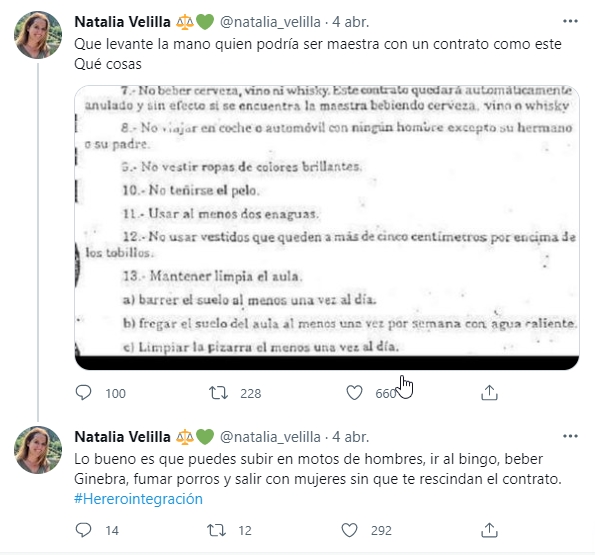 Natalia Velilla ⚖️💚 @natalia_velilla · 4 abr.
Que levante la mano quien podría ser maestra con un contrato como este
Qué cosas
7.- No beber cerveza, vino ni whisky. Este contrato quedará automáticamente
anulado y sin efecto si se encuentra la maestra bebiendo cerveza, vino o whisky
8.- No viajar en coche o automóvil con ningún hombre excepto su hermano
o su padre.
9.- No vestir ropas de colores brillantes.
10.- No teñirse el pelo.
11.- Usar al menos dos enaguas.
12.- No usar vestidos que queden a más de cinco centímetros por encima de
los tobillos.
13.- Mantener limpia el aula.
a) barrer el suelo al menos una vez al día.
b) fregar el suelo del aula al menos una vez por semana con agua caliente.
c) Limpiar la pizarra el menos una vez al día.
100 228 660
Natalia Velilla ⚖️💚 @natalia_velilla · 4 abr.
Lo bueno es que puedes subir en motos de hombres, ir al bingo, beber
Ginebra, fumar porros y salir con mujeres sin que te rescindan el contrato.
#Hererointegración
14 12 292